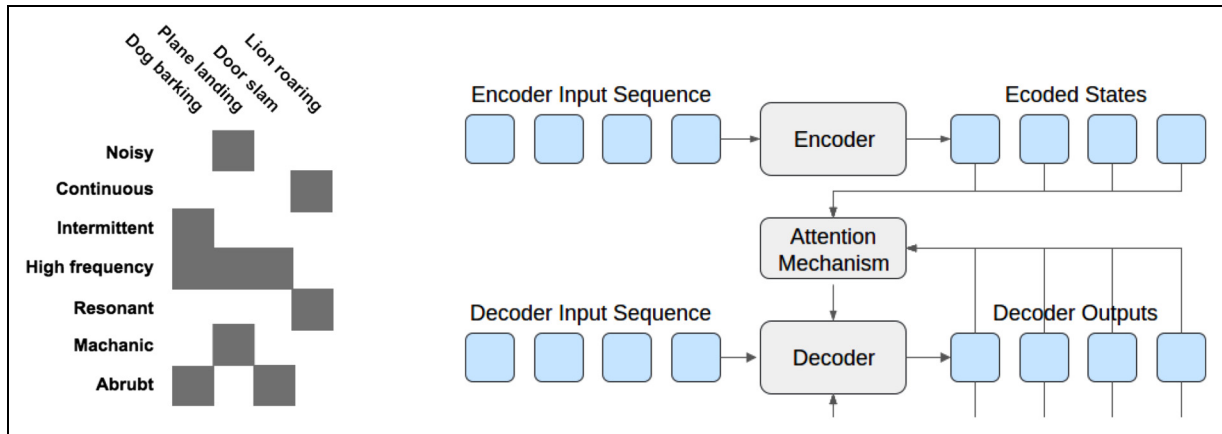 Dog barking
Plane landing
Door slam
Lion roaring
Noisy
Continuous
Intermittent
High frequency
Resonant
Machanic
Abrubt
Encoder Input Sequence
Encoder
Ecoded States
Attention
Mechanism
Decoder Input Sequence
Decoder
Decoder Outputs